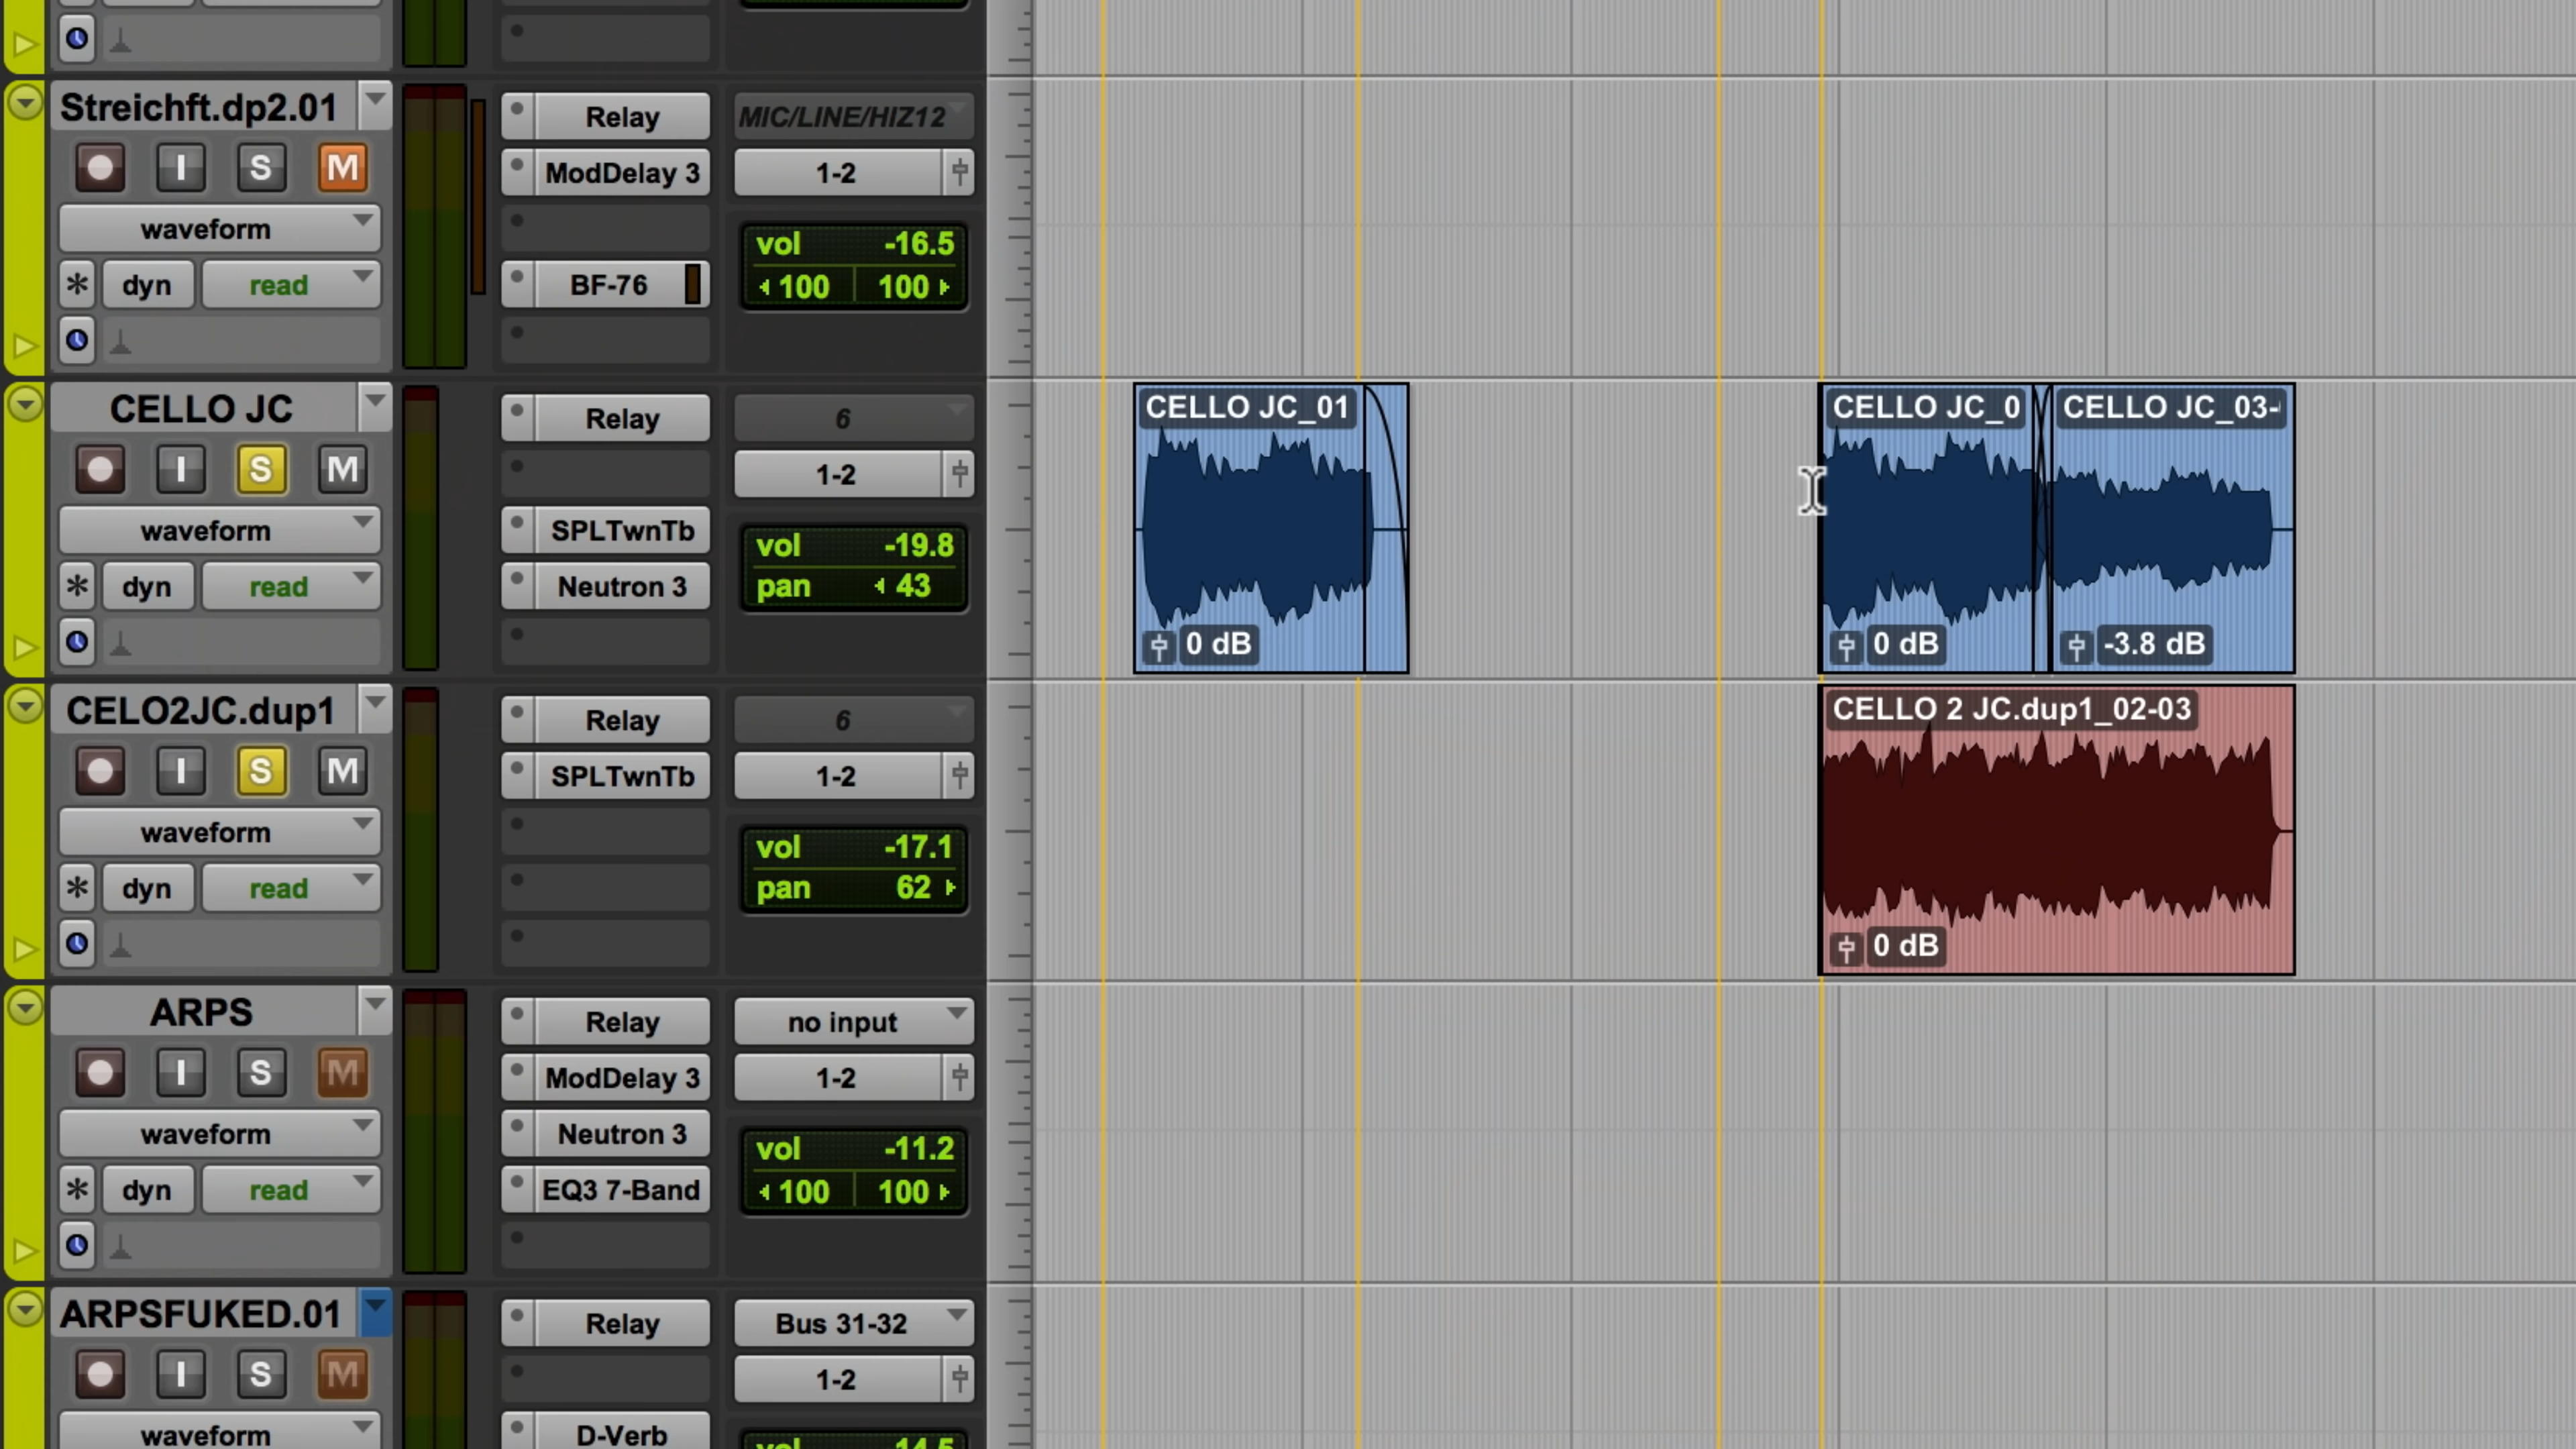 Streichft.dp2.01
I S M
waveform
* dyn read
Relay
ModDelay 3
BF-76
MIC/LINE/HIZ12
1-2
vol -16.5
100 100
CELLO JC
I S M
waveform
* dyn read
Relay
SPLTwnTb
Neutron 3
6
1-2
vol -19.8
pan 43
CELLO JC_01
0 dB
CELLO JC_0
0 dB
CELLO JC_03-
-3.8 dB
CELO2JC.dup1
I S M
waveform
* dyn read
Relay
SPLTwnTb
6
1-2
vol -17.1
pan 62
CELLO 2 JC.dup1_02-03
0 dB
ARPS
I S M
waveform
* dyn read
Relay
ModDelay 3
Neutron 3
EQ3 7-Band
no input
1-2
vol -11.2
100 100
ARPSFUKED.01
I S M
waveform
Relay
D-Verb
Bus 31-32
1-2